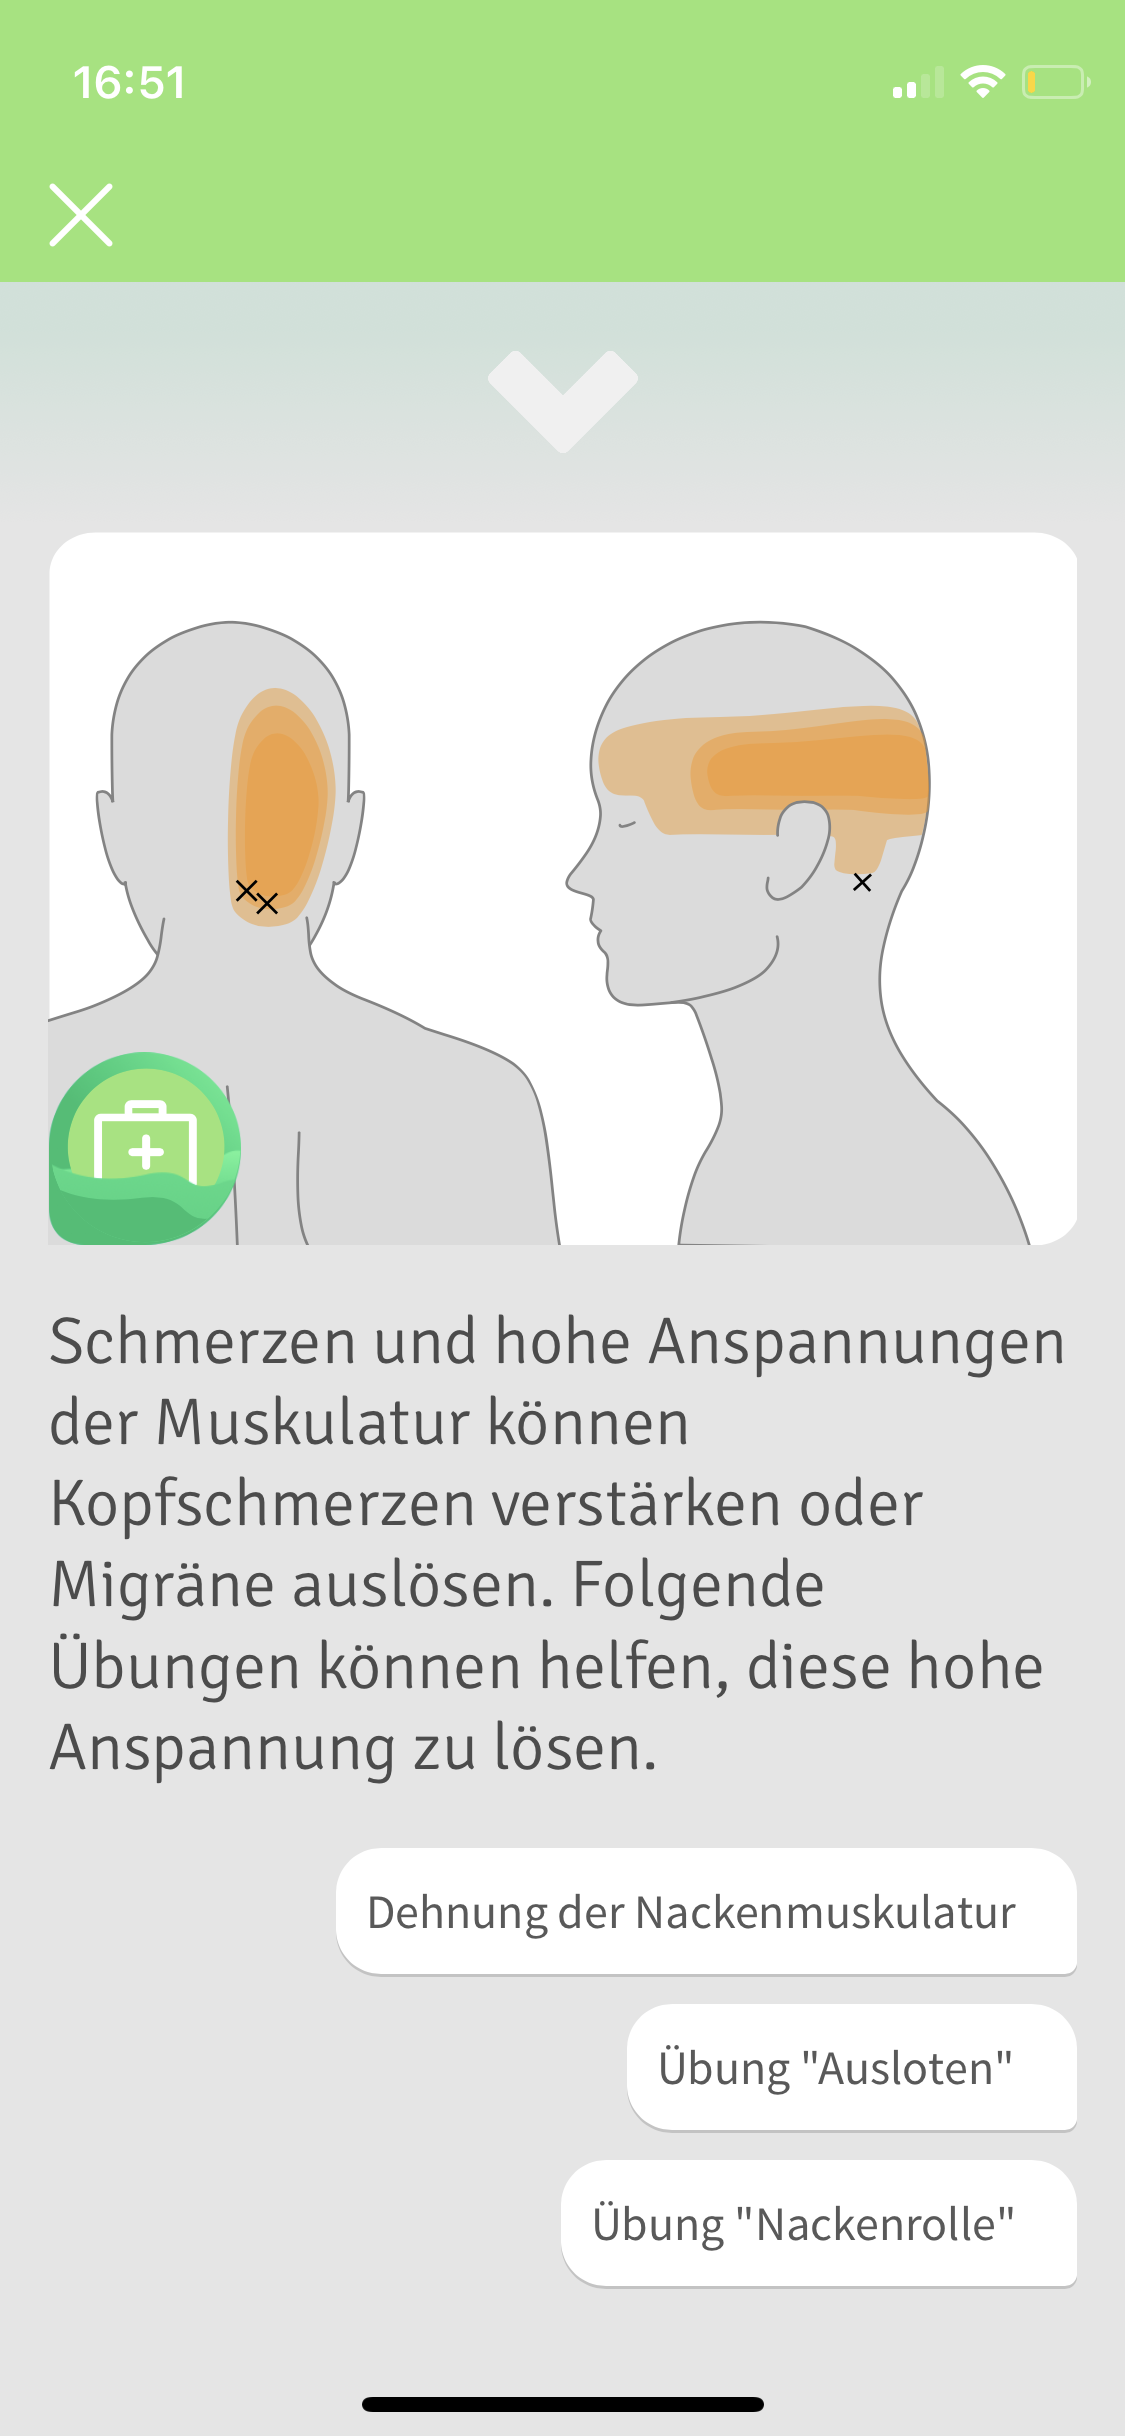 16:51
Schmerzen und hohe Anspannungen
der Muskulatur können
Kopfschmerzen verstärken oder
Migräne auslösen. Folgende
Übungen können helfen, diese hohe
Anspannung zu lösen.
Dehnung der Nackenmuskulatur
Übung "Ausloten"
Übung "Nackenrolle"